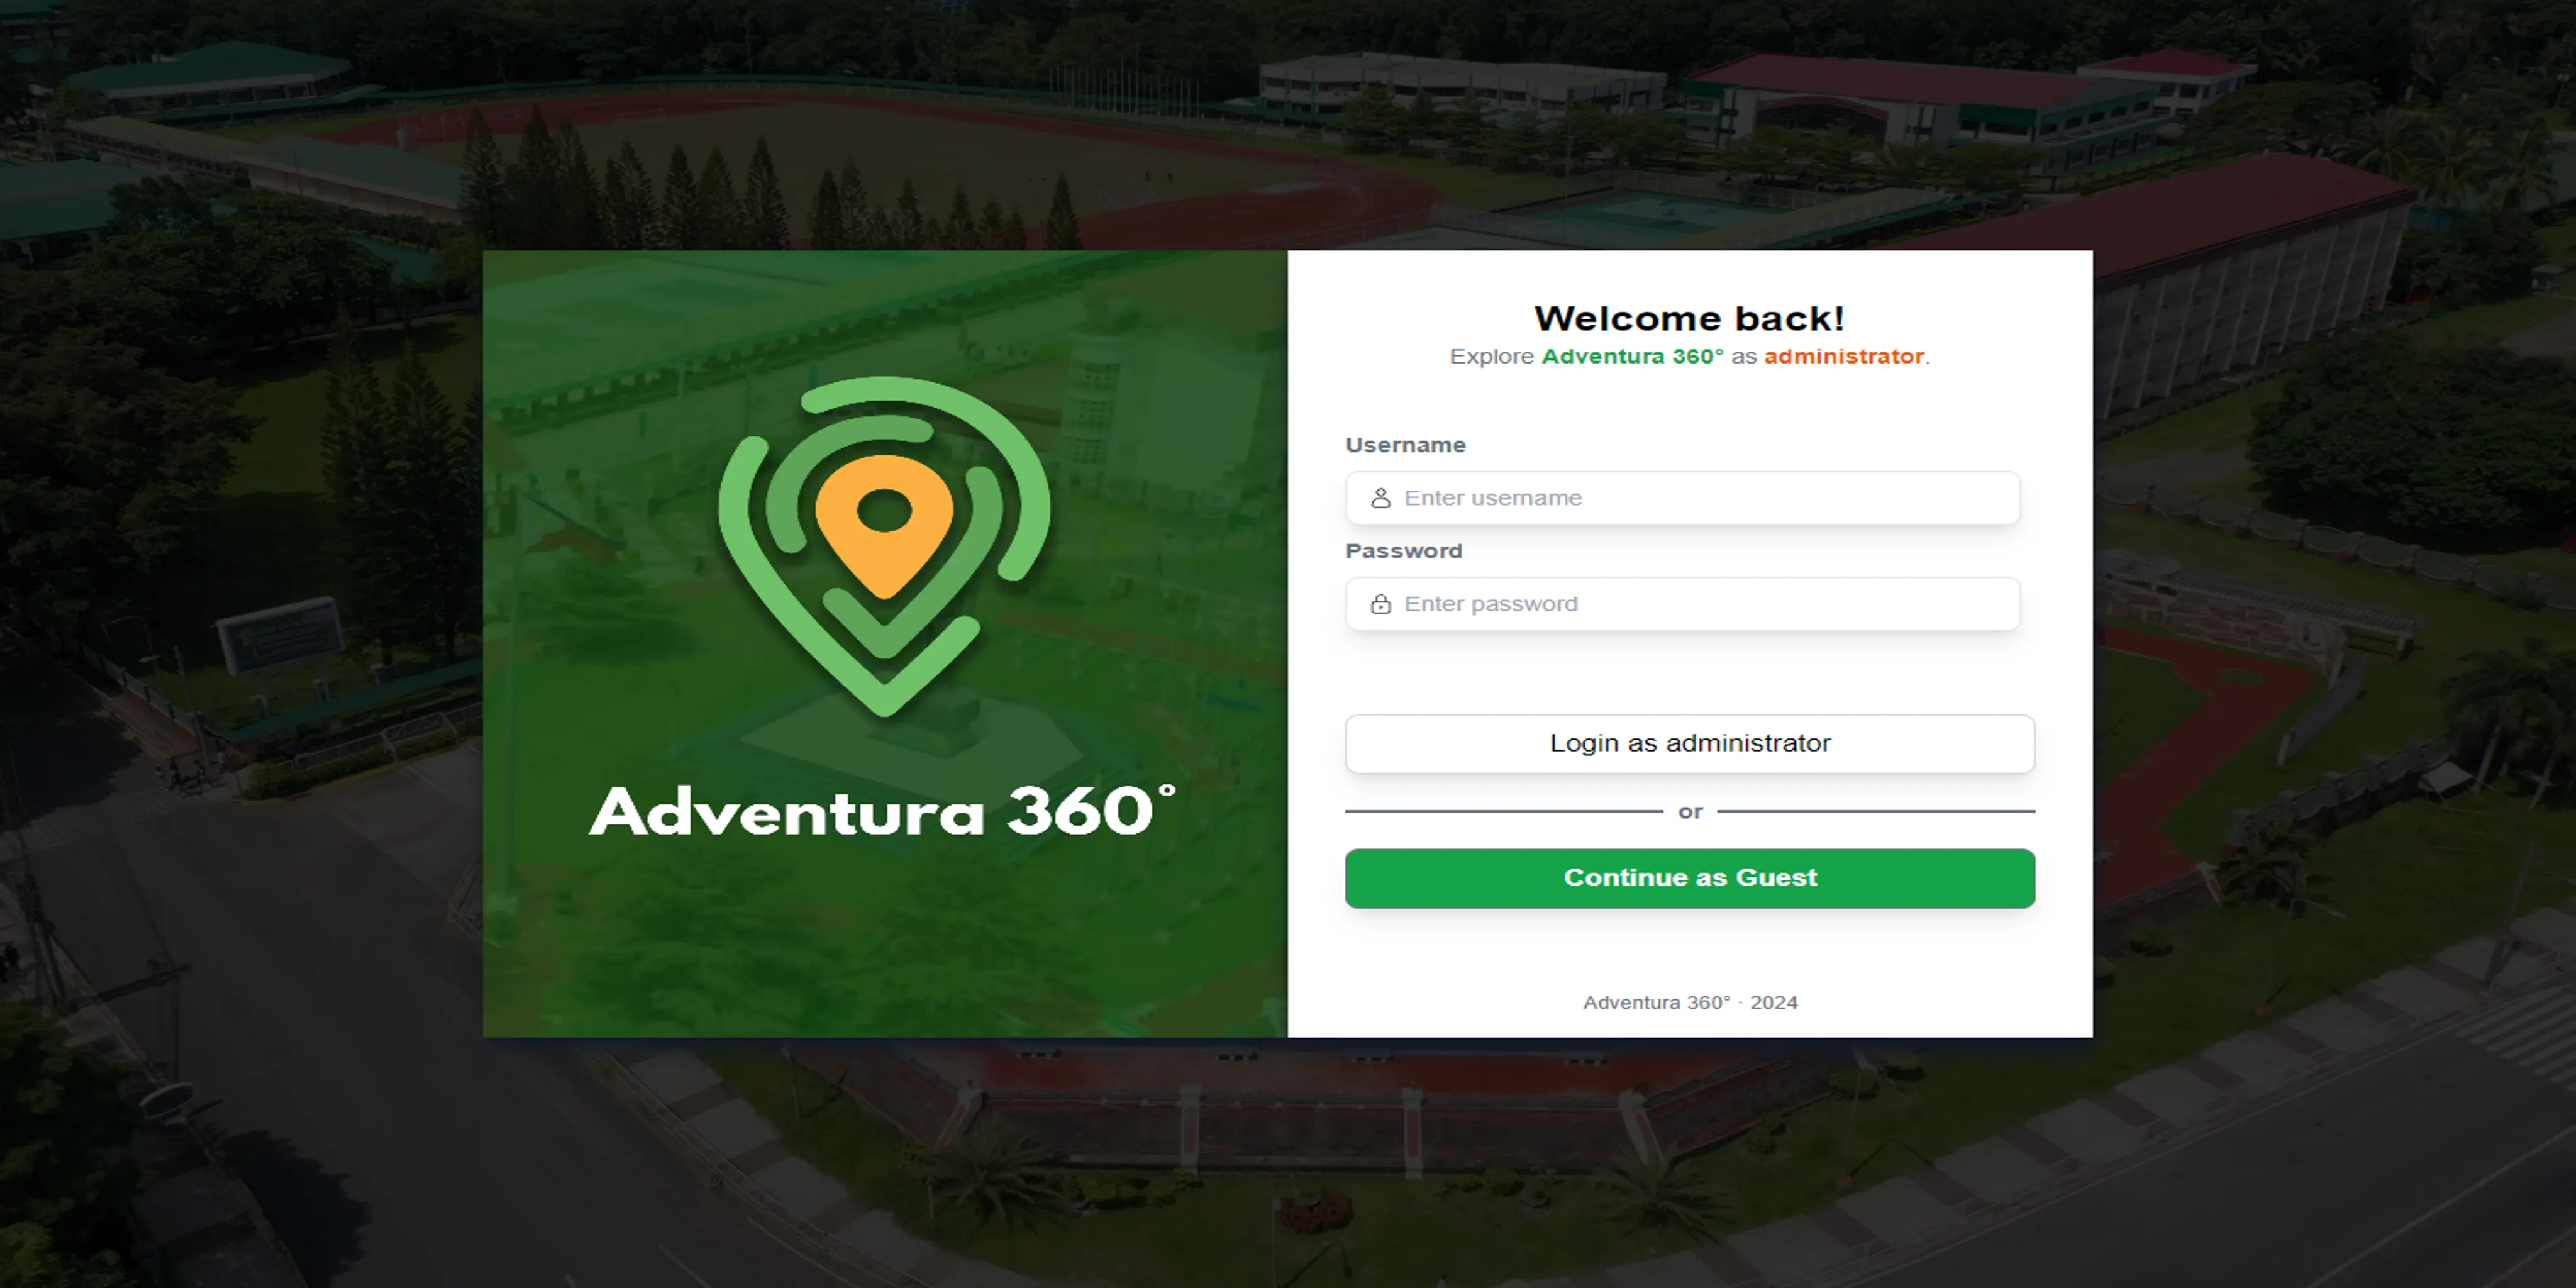 Adventura 360°
Welcome back!
Explore Adventura 360° as administrator.
Username
Enter username
Password
Enter password
Login as administrator
or
Continue as Guest
Adventura 360° · 2024